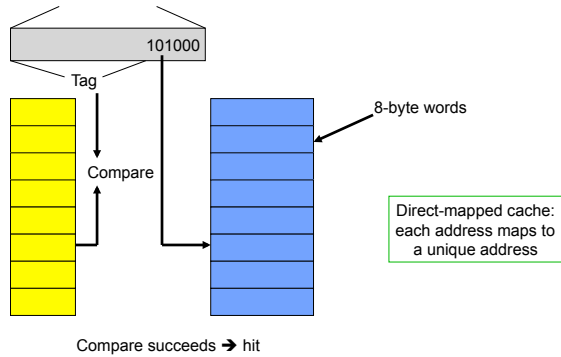 101000
Tag
8-byte words
Compare
Direct-mapped cache:
each address maps to
a unique address
Compare succeeds ➔ hit